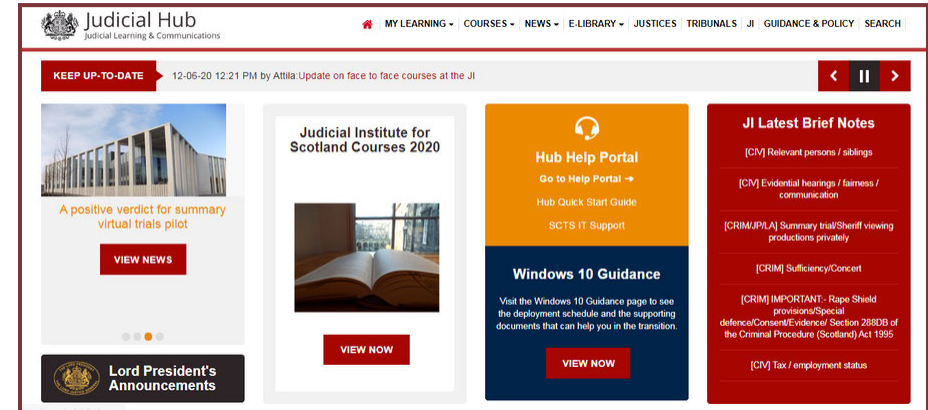 Judicial Hub
Judicial Learning & Communications
MY LEARNING
COURSES
NEWS
E-LIBRARY
JUSTICES
TRIBUNALS
JI
GUIDANCE & POLICY
SEARCH
KEEP UP-TO-DATE
12-06-20 12:21 PM by Attila:Update on face to face courses at the JI
A positive verdict for summary
virtual trials pilot
VIEW NEWS
Lord President's
Announcements
Judicial Institute for
Scotland Courses 2020
VIEW NOW
Hub Help Portal
Go to Help Portal ➔
Hub Quick Start Guide
SCTS IT Support
Windows 10 Guidance
Visit the Windows 10 Guidance page to see
the deployment schedule and the supporting
documents that can help you in the transition.
VIEW NOW
JI Latest Brief Notes
[CIV] Relevant persons / siblings
[CIV] Evidential hearings / fairness /
communication
[CRIM/JP/LA] Summary trial/Sheriff viewing
productions privately
[CRIM] Sufficiency/Concert
[CRIM] IMPORTANT:- Rape Shield
provisions/Special
defence/Consent/Evidence/ Section 288DB of
the Criminal Procedure (Scotland) Act 1995
[CIV] Tax / employment status